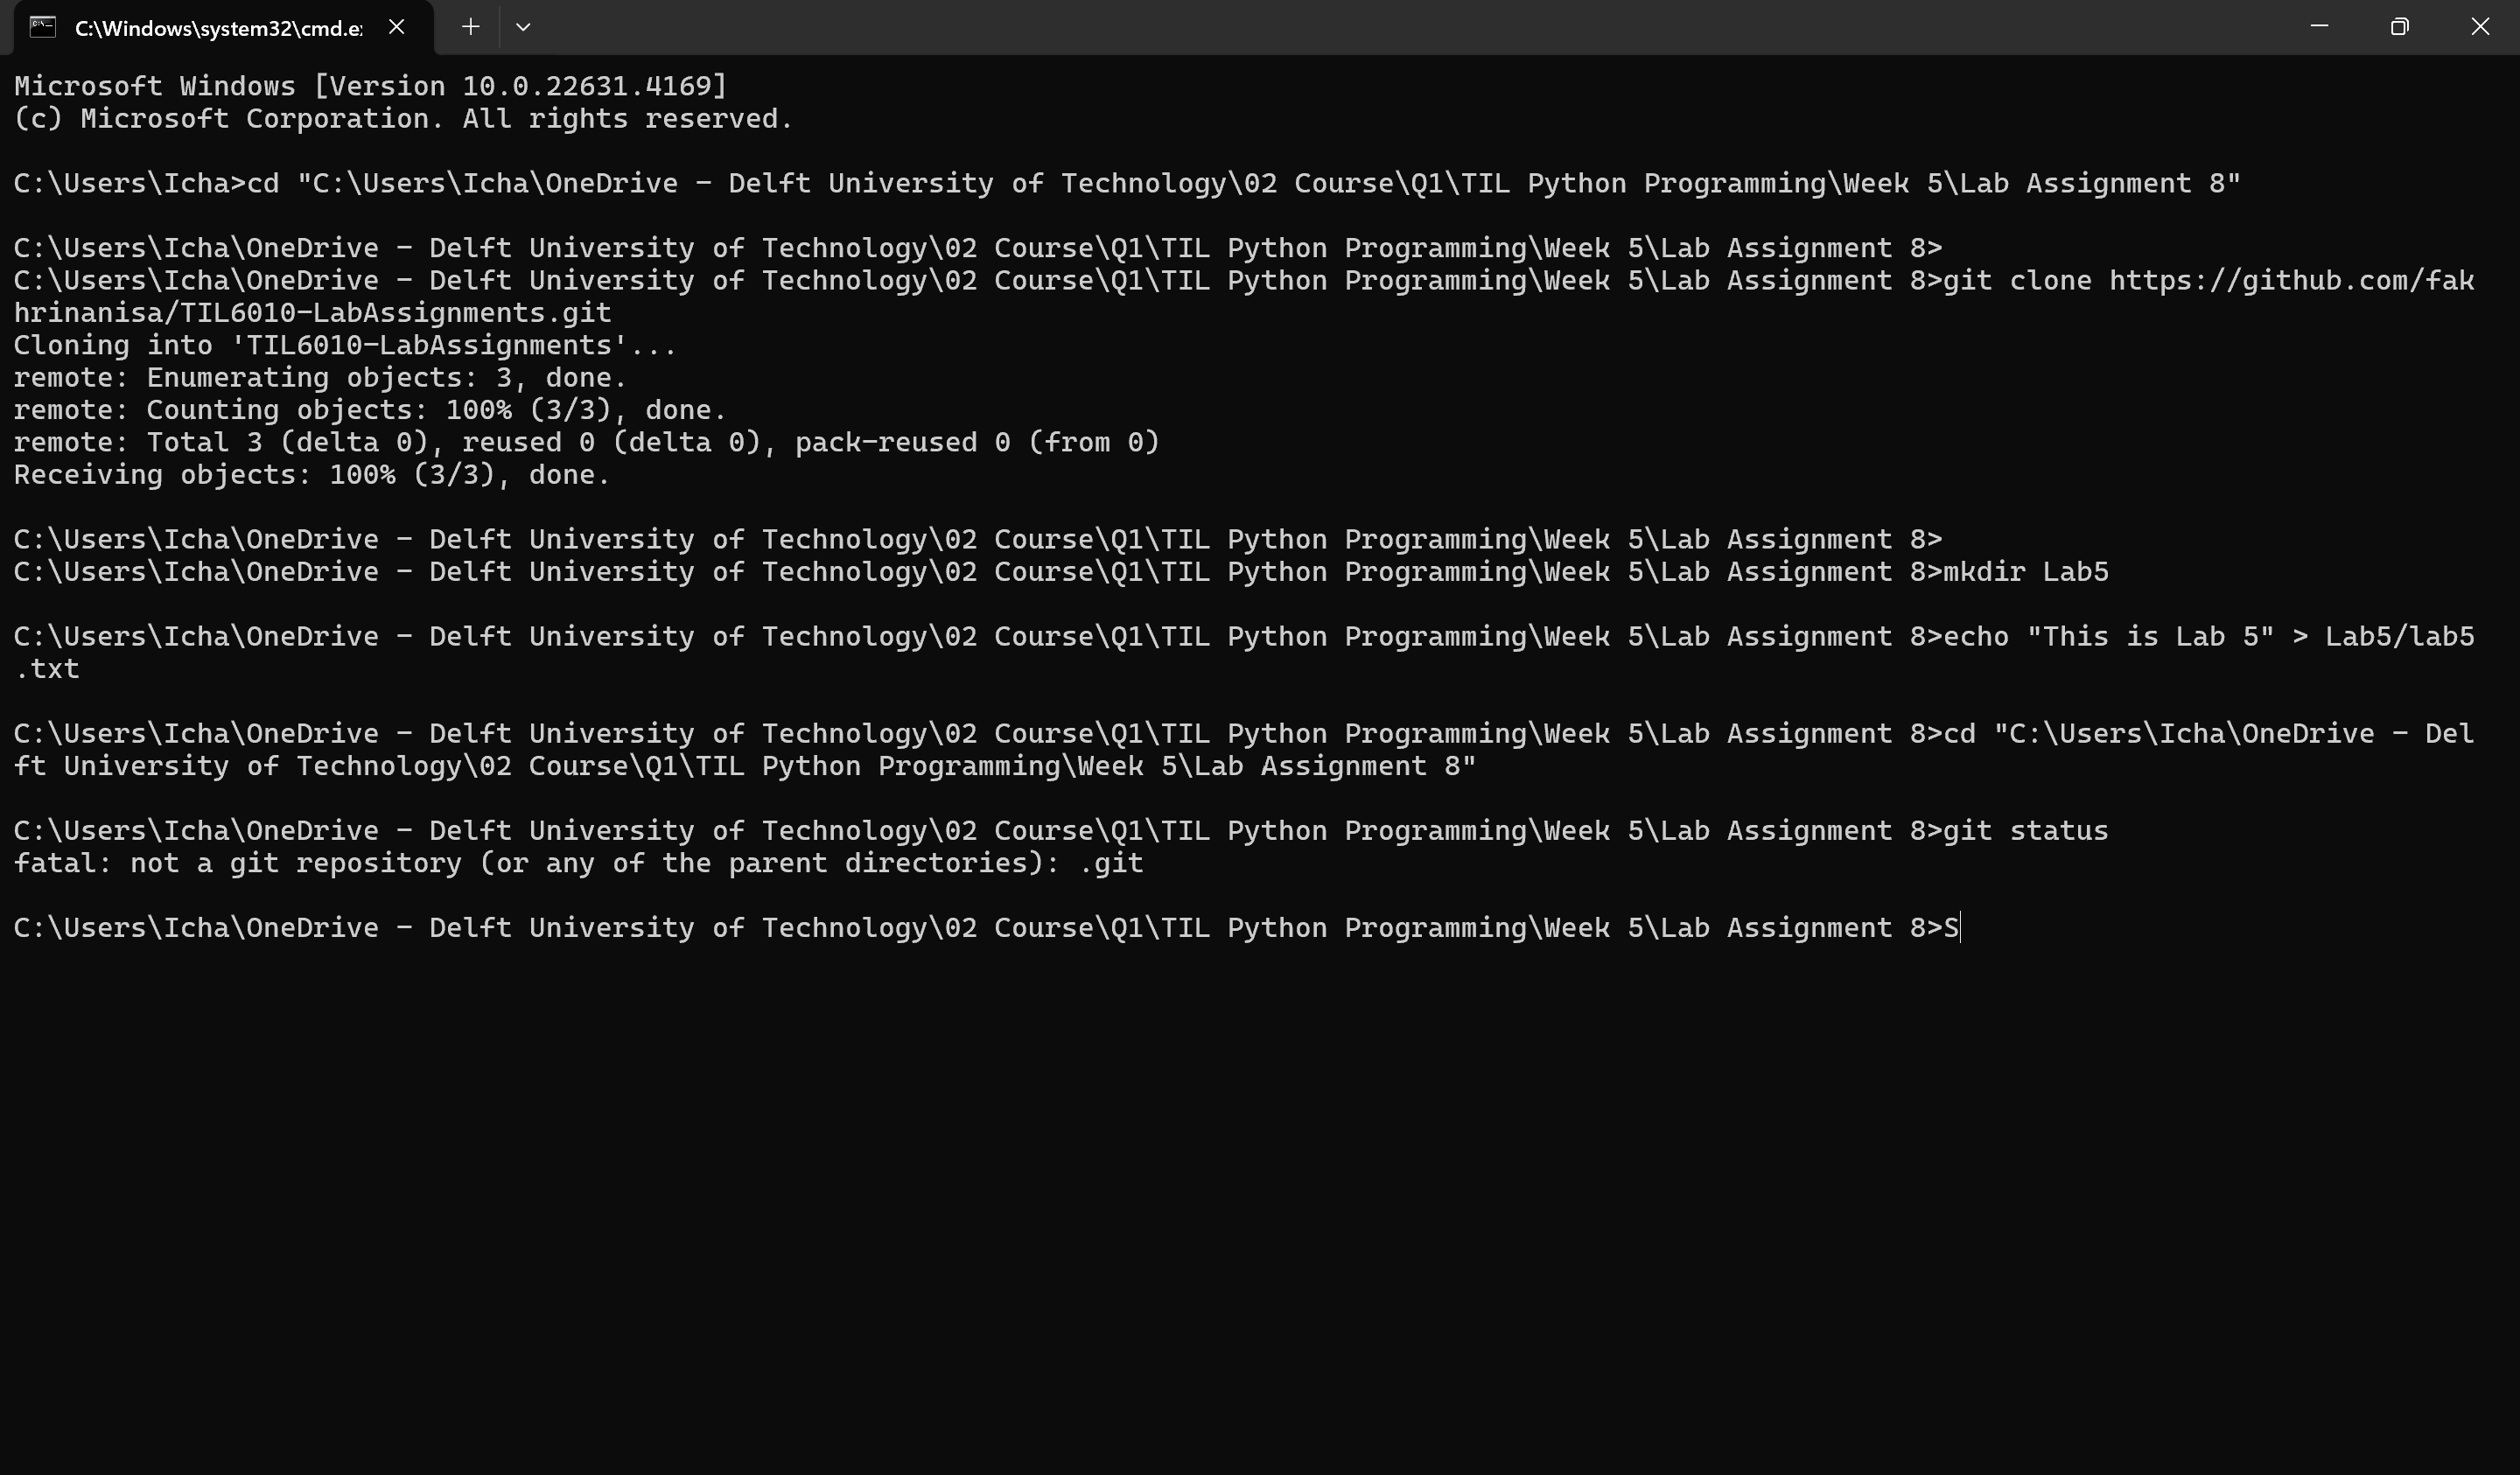 C:\Windows\system32\cmd.e
Microsoft Windows [Version 10.0.22631.4169]
(c) Microsoft Corporation. All rights reserved.
C:\Users\Icha>cd "C:\Users\Icha\OneDrive - Delft University of Technology\02 Course\Q1\TIL Python Programming\Week 5\Lab Assignment 8"
C:\Users\Icha\OneDrive - Delft University of Technology\02 Course\Q1\TIL Python Programming\Week 5\Lab Assignment 8>
C:\Users\Icha\OneDrive - Delft University of Technology\02 Course\Q1\TIL Python Programming\Week 5\Lab Assignment 8>git clone https://github.com/fak
hrinanisa/TIL6010-LabAssignments.git
Cloning into 'TIL6010-LabAssignments'...
remote: Enumerating objects: 3, done.
remote: Counting objects: 100% (3/3), done.
remote: Total 3 (delta 0), reused 0 (delta 0), pack-reused 0 (from 0)
Receiving objects: 100% (3/3), done.
C:\Users\Icha\OneDrive - Delft University of Technology\02 Course\Q1\TIL Python Programming\Week 5\Lab Assignment 8>
C:\Users\Icha\OneDrive - Delft University of Technology\02 Course\Q1\TIL Python Programming\Week 5\Lab Assignment 8>mkdir Lab5
C:\Users\Icha\OneDrive - Delft University of Technology\02 Course\Q1\TIL Python Programming\Week 5\Lab Assignment 8>echo "This is Lab 5" > Lab5/lab5
.txt
C:\Users\Icha\OneDrive - Delft University of Technology\02 Course\Q1\TIL Python Programming\Week 5\Lab Assignment 8>cd "C:\Users\Icha\OneDrive - Del
ft University of Technology\02 Course\Q1\TIL Python Programming\Week 5\Lab Assignment 8"
C:\Users\Icha\OneDrive - Delft University of Technology\02 Course\Q1\TIL Python Programming\Week 5\Lab Assignment 8>git status
fatal: not a git repository (or any of the parent directories): .git
C:\Users\Icha\OneDrive - Delft University of Technology\02 Course\Q1\TIL Python Programming\Week 5\Lab Assignment 8>S